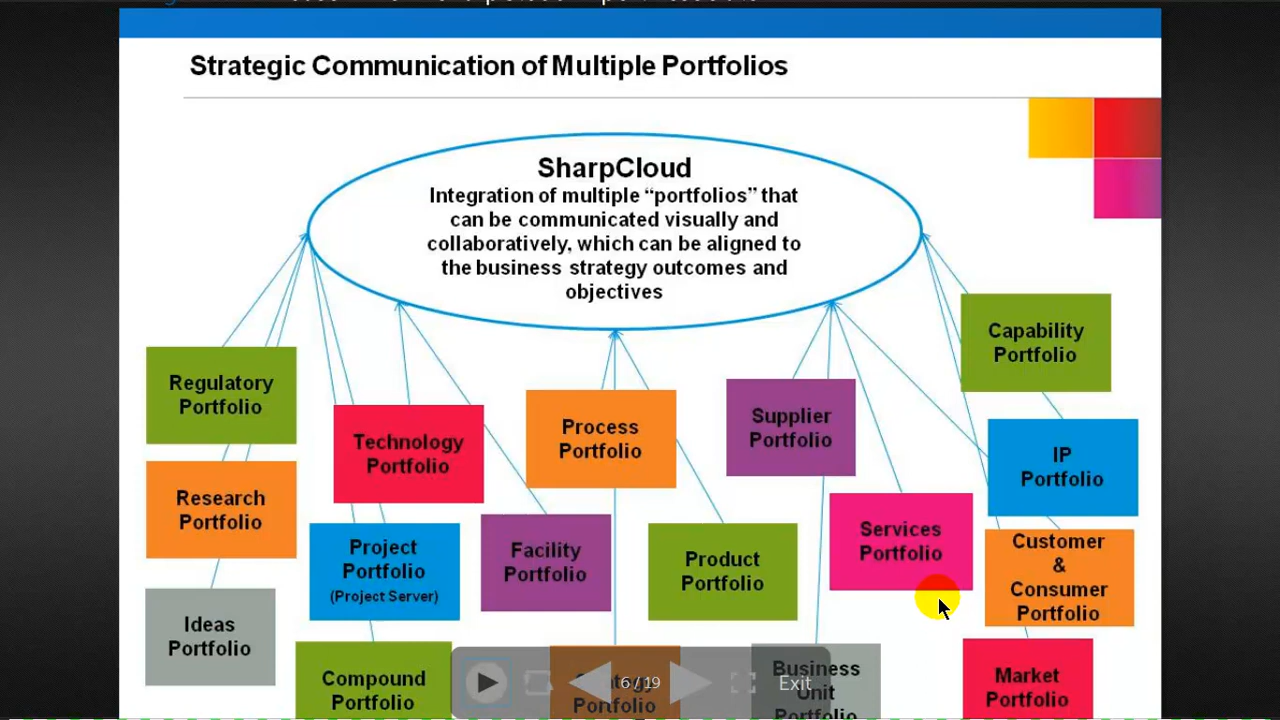 Strategic Communication of Multiple Portfolios
SharpCloud
Integration of multiple “portfolios” that
can be communicated visually and
collaboratively, which can be aligned to
the business strategy outcomes and
objectives
Capability
Portfolio
Regulatory
Portfolio
Technology
Portfolio
Process
Portfolio
Supplier
Portfolio
IP
Portfolio
Research
Portfolio
Project
Portfolio
(Project Server)
Facility
Portfolio
Product
Portfolio
Services
Portfolio
Customer
&
Consumer
Portfolio
Ideas
Portfolio
Compound
Portfolio
Strategy
Portfolio
Business
Unit
Portfolio
Market
Portfolio
6 / 19
Exit